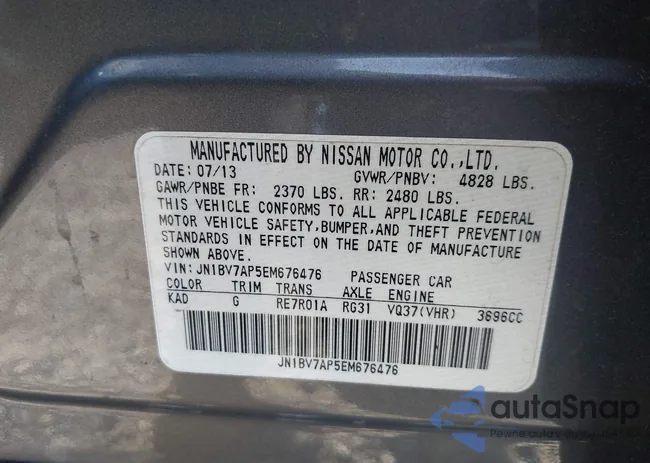 MANUFACTURED BY NISSAN MOTOR CO.,LTD.
DATE: 07/13 GVWR/PNBV: 4828 LBS.
GAWR/PNBE FR: 2370 LBS. RR: 2480 LBS.
THIS VEHICLE CONFORMS TO ALL APPLICABLE FEDERAL
MOTOR VEHICLE SAFETY,BUMPER,AND THEFT PREVENTION
STANDARDS IN EFFECT ON THE DATE OF MANUFACTURE
SHOWN ABOVE.
VIN: JN1BV7AP5EM676476 PASSENGER CAR
COLOR TRIM TRANS AXLE ENGINE
KAD G RE7R01A RG31 VQ37(VHR) 3696CC
JN1BV7AP5EM676476
autaSnap
Pewne auto's